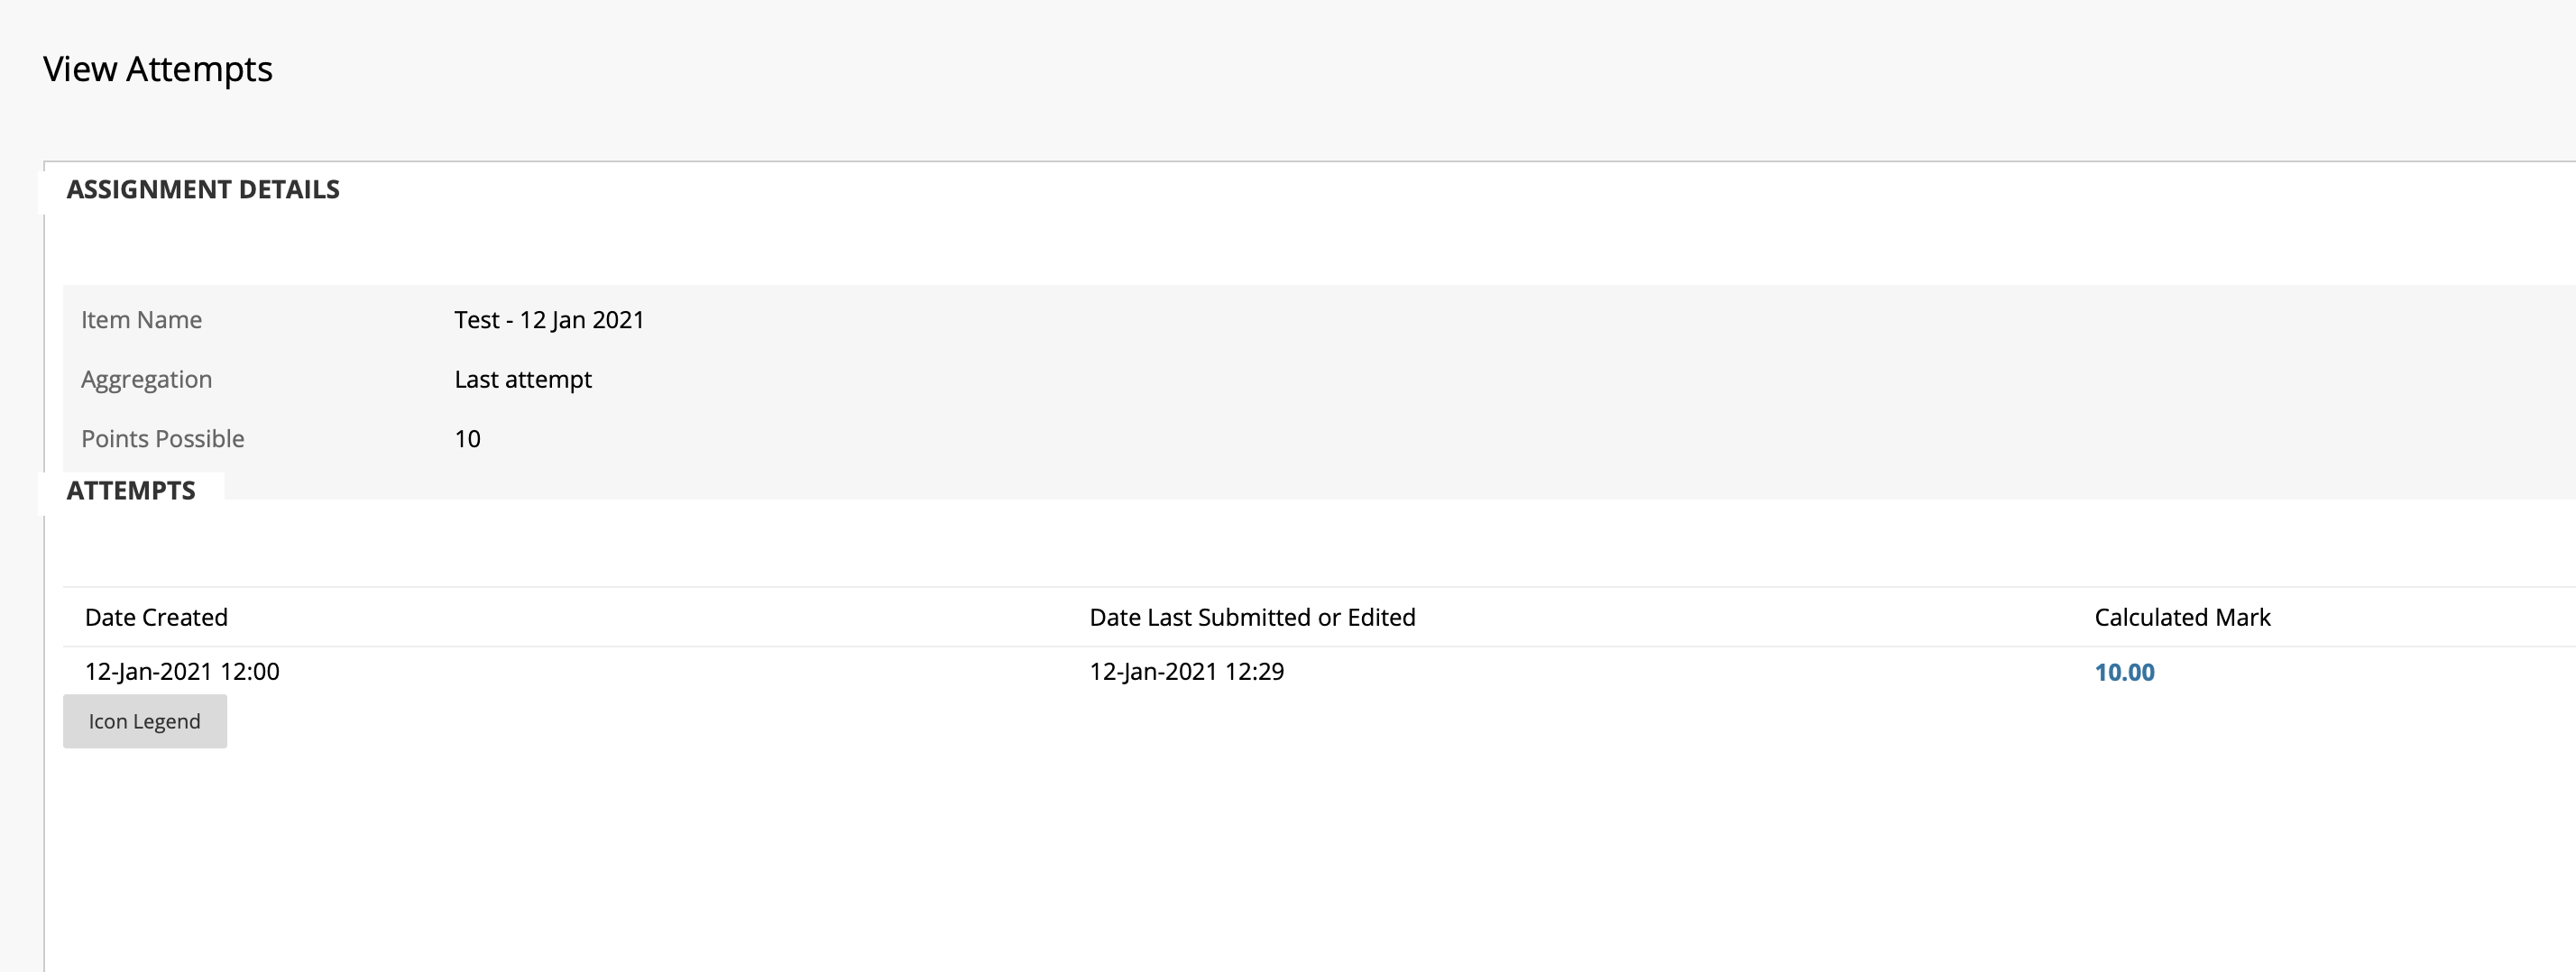 View Attempts
ASSIGNMENT DETAILS
Item Name Test - 12 Jan 2021
Aggregation Last attempt
Points Possible 10
ATTEMPTS
Date Created Date Last Submitted or Edited Calculated Mark
12-Jan-2021 12:00 12-Jan-2021 12:29 10.00
Icon Legend